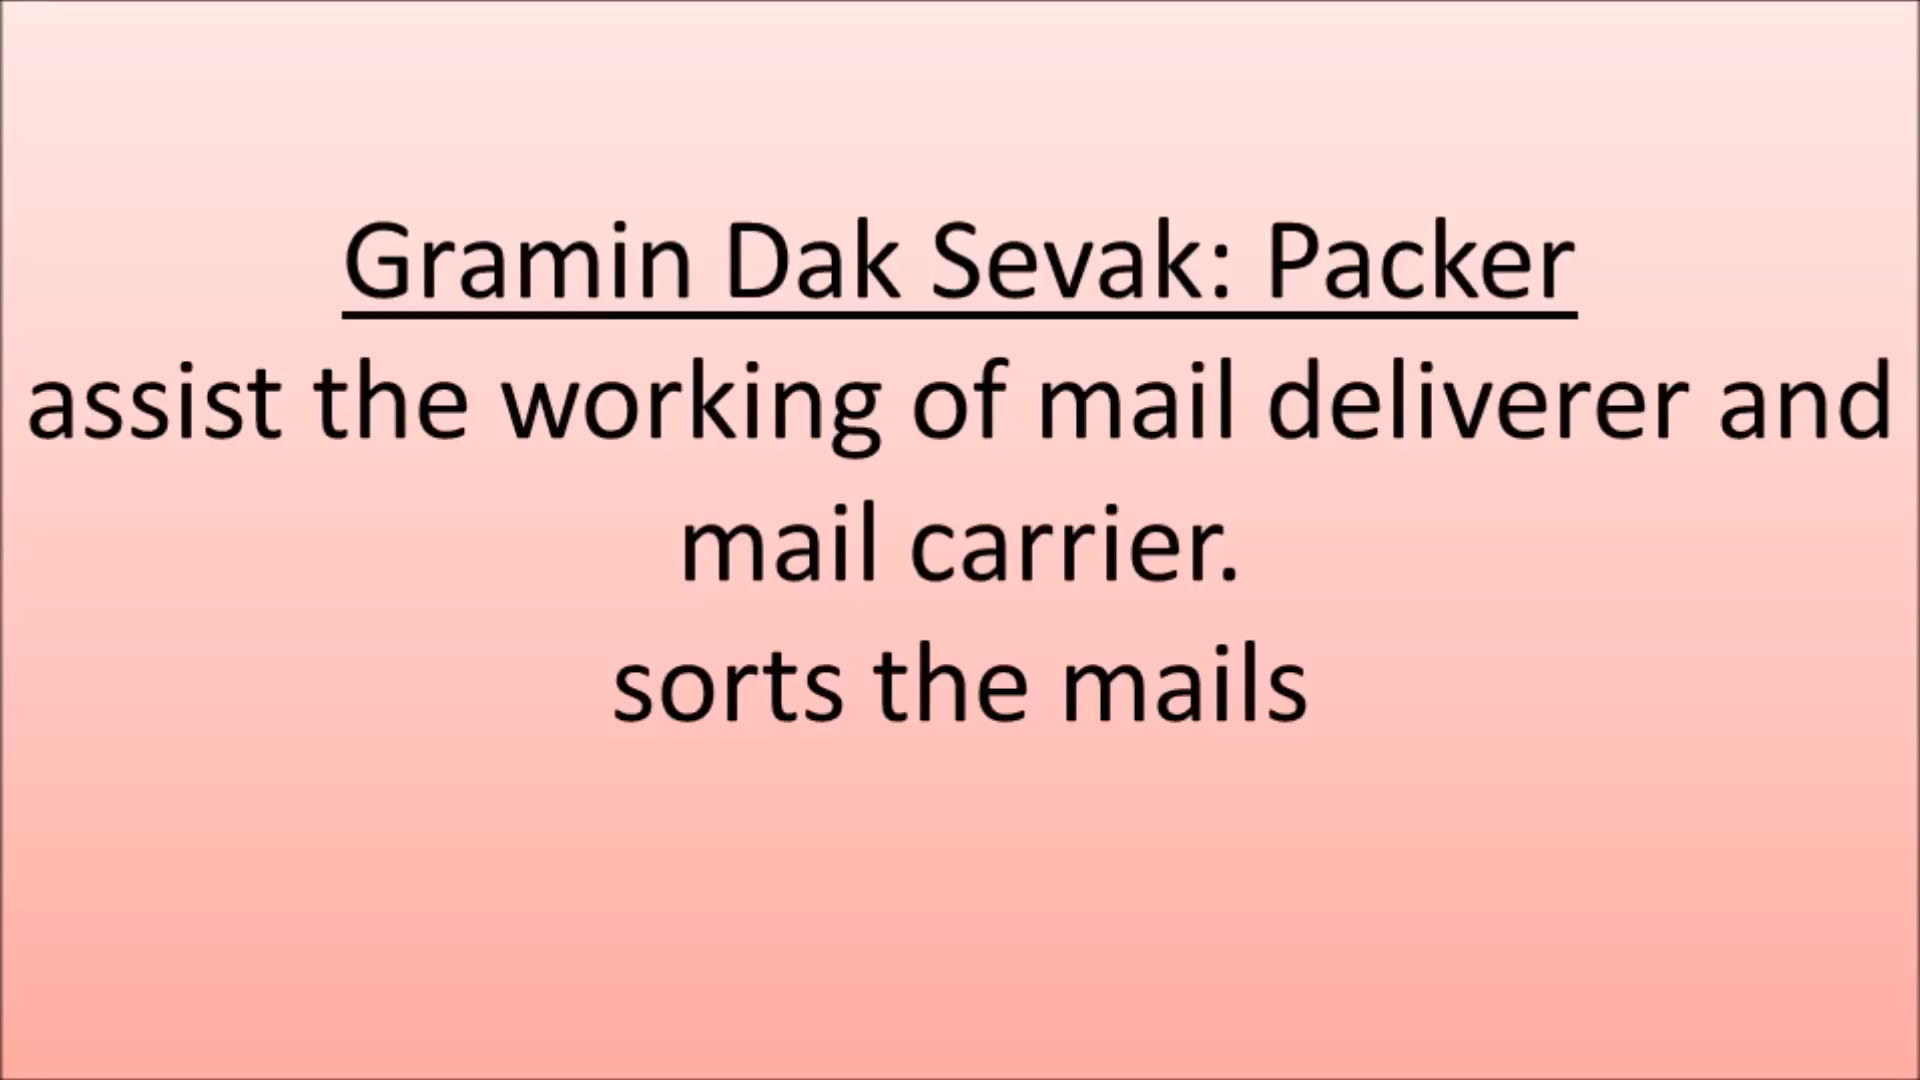 Gramin Dak Sevak: Packer
assist the working of mail deliverer and
mail carrier.
sorts the mails